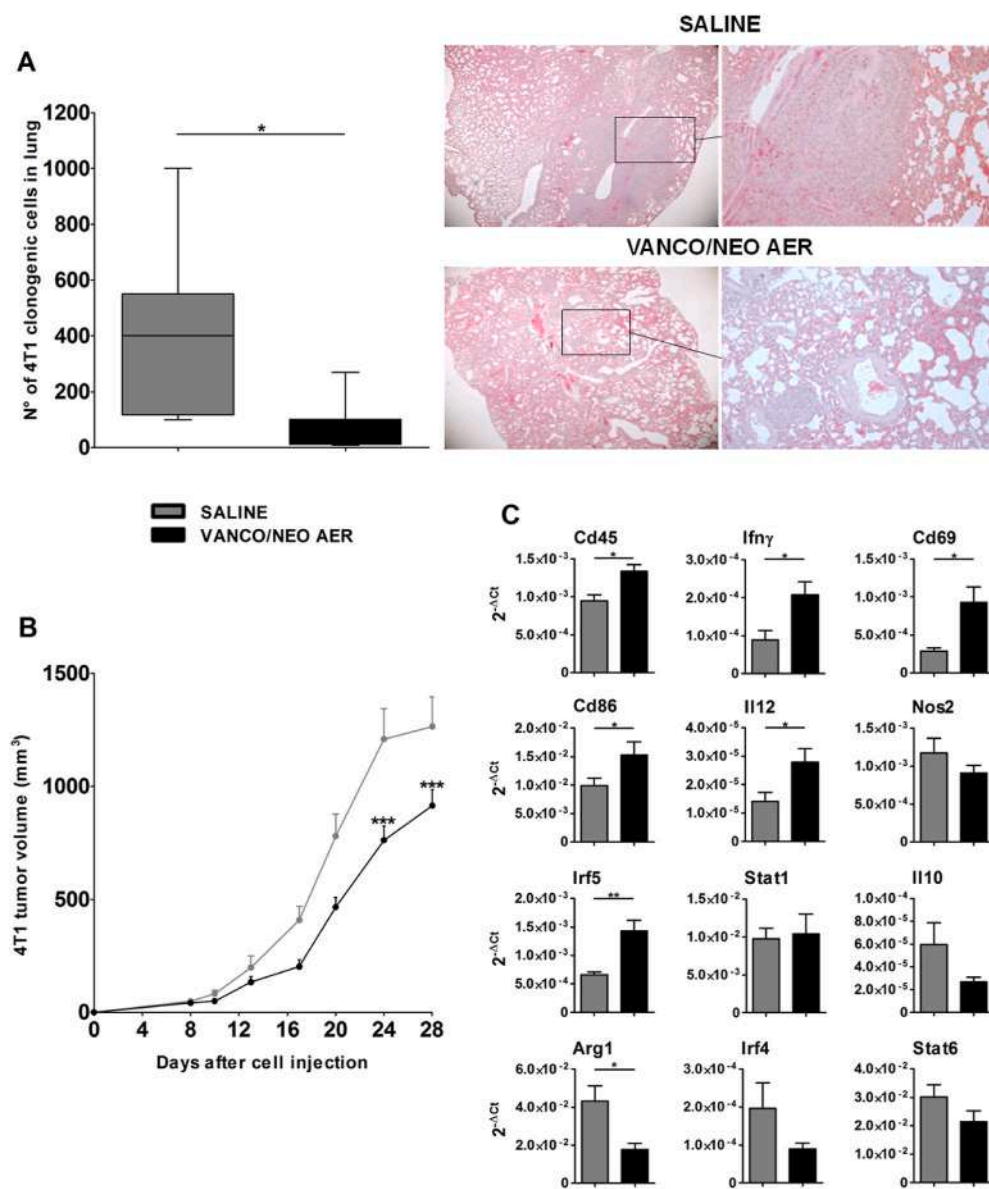 SALINE
A
1200
*
1000
800
600
400
200
0
N° of 4T1 clonogenic cells in lung
VANCO/NEO AER
SALINE
VANCO/NEO AER
B
1500
1000
500
0
4T1 tumor volume (mm³)
***
***
0 4 8 12 16 20 24 28
Days after cell injection
C
Cd45 Ifnγ Cd69
2^-ΔCt
1.5×10⁻³ 2.0×10⁻⁴ 1.5×10⁻³
1.0×10⁻³ 1.0×10⁻⁴ 1.0×10⁻³
5.0×10⁻⁴ 0 5.0×10⁻⁴
0 0
* * *
Cd86 Il12 Nos2
2^-ΔCt
2.0×10⁻² 4.0×10⁻⁵ 1.5×10⁻³
1.5×10⁻² 3.0×10⁻⁵ 1.0×10⁻³
1.0×10⁻² 2.0×10⁻⁵ 5.0×10⁻⁴
5.0×10⁻³ 1.0×10⁻⁵ 0
0 0
* *
Irf5 Stat1 Il10
2^-ΔCt
2.0×10⁻³ 1.5×10⁻² 1.0×10⁻⁴
1.5×10⁻³ 1.0×10⁻² 8.0×10⁻⁵
1.0×10⁻³ 5.0×10⁻³ 6.0×10⁻⁵
5.0×10⁻⁴ 0 4.0×10⁻⁵
0 2.0×10⁻⁵
0
**
Arg1 Irf4 Stat6
2^-ΔCt
6.0×10⁻² 3.0×10⁻⁴ 4.0×10⁻²
4.0×10⁻² 2.0×10⁻⁴ 3.0×10⁻²
2.0×10⁻² 1.0×10⁻⁴ 2.0×10⁻²
0 0 1.0×10⁻²
0
*